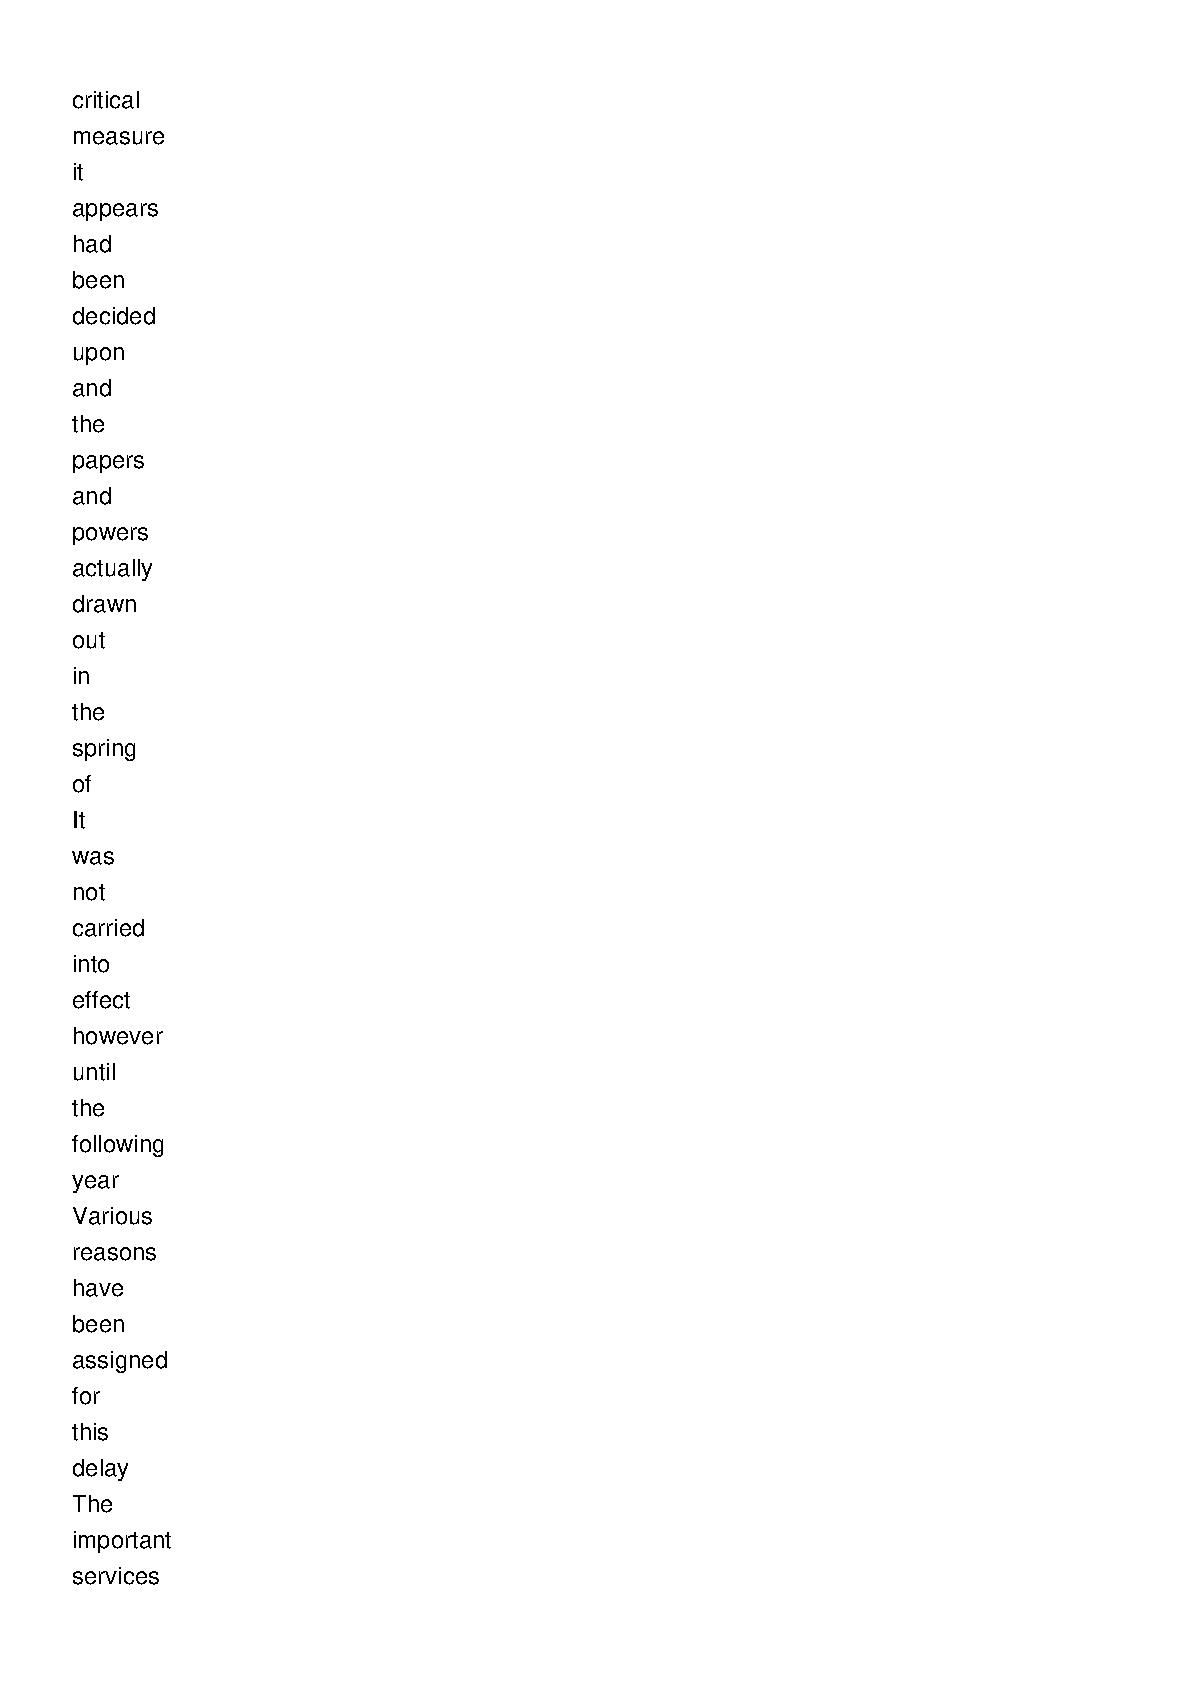 critical
measure
it
appears
had
been
decided
upon
and
the
papers
and
powers
actually
drawn
out
in
the
spring
of
It
was
not
carried
into
effect
however
until
the
following
year
Various
reasons
have
been
assigned
for
this
delay
The
important
services